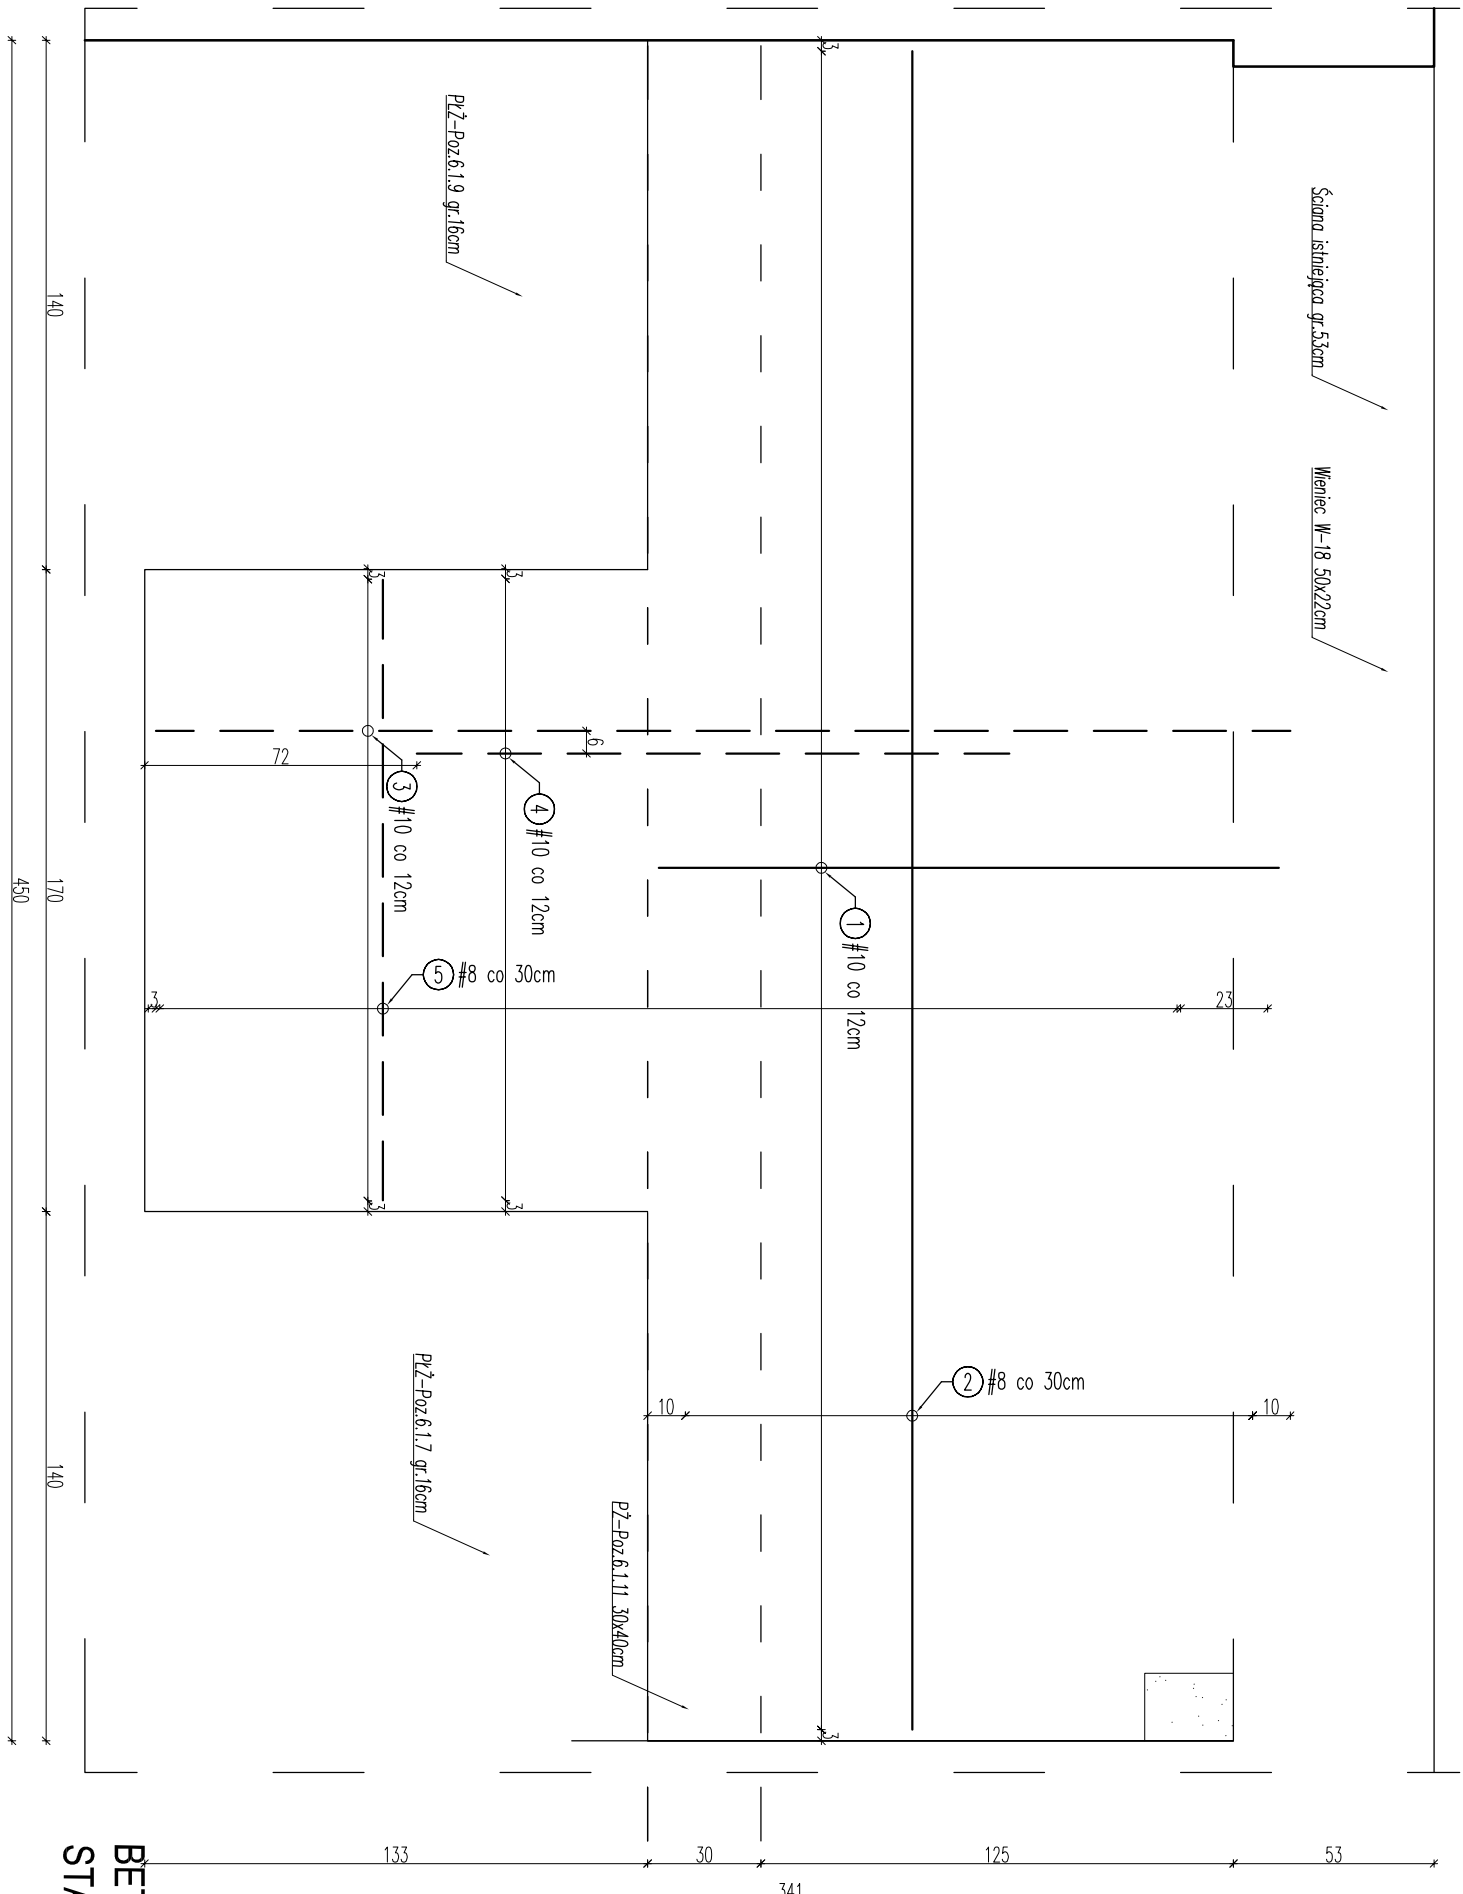 Ściana istniejąca gr.53cm
Wieniec W-18 50x22cm
PŁŻ-Poz.6.1.9 gr.16cm
PŁŻ-Poz.6.1.7 gr.16cm
PŻ-Poz.6.1.11 30x40cm
1 #10 co 12cm
2 #8 co 30cm
3 #10 co 12cm
4 #10 co 12cm
5 #8 co 30cm
3
3
3
3
3
3
6
72
3
23
10
10
140
170
140
450
133
30
125
53
341